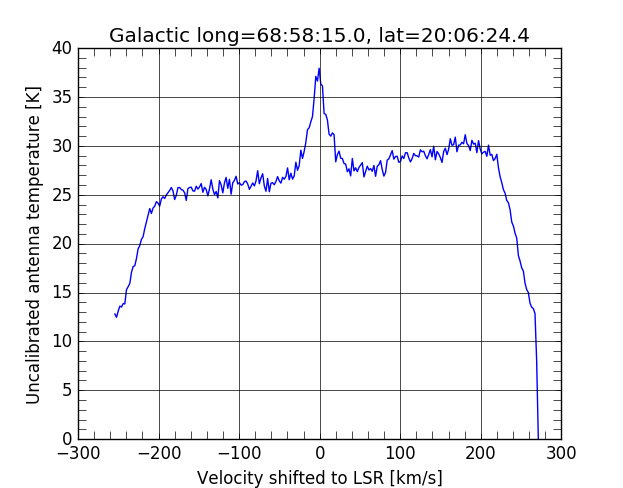 Galactic long=68:58:15.0, lat=20:06:24.4
Uncalibrated antenna temperature [K]
40
35
30
25
20
15
10
5
0
−300 −200 −100 0 100 200 300
Velocity shifted to LSR [km/s]